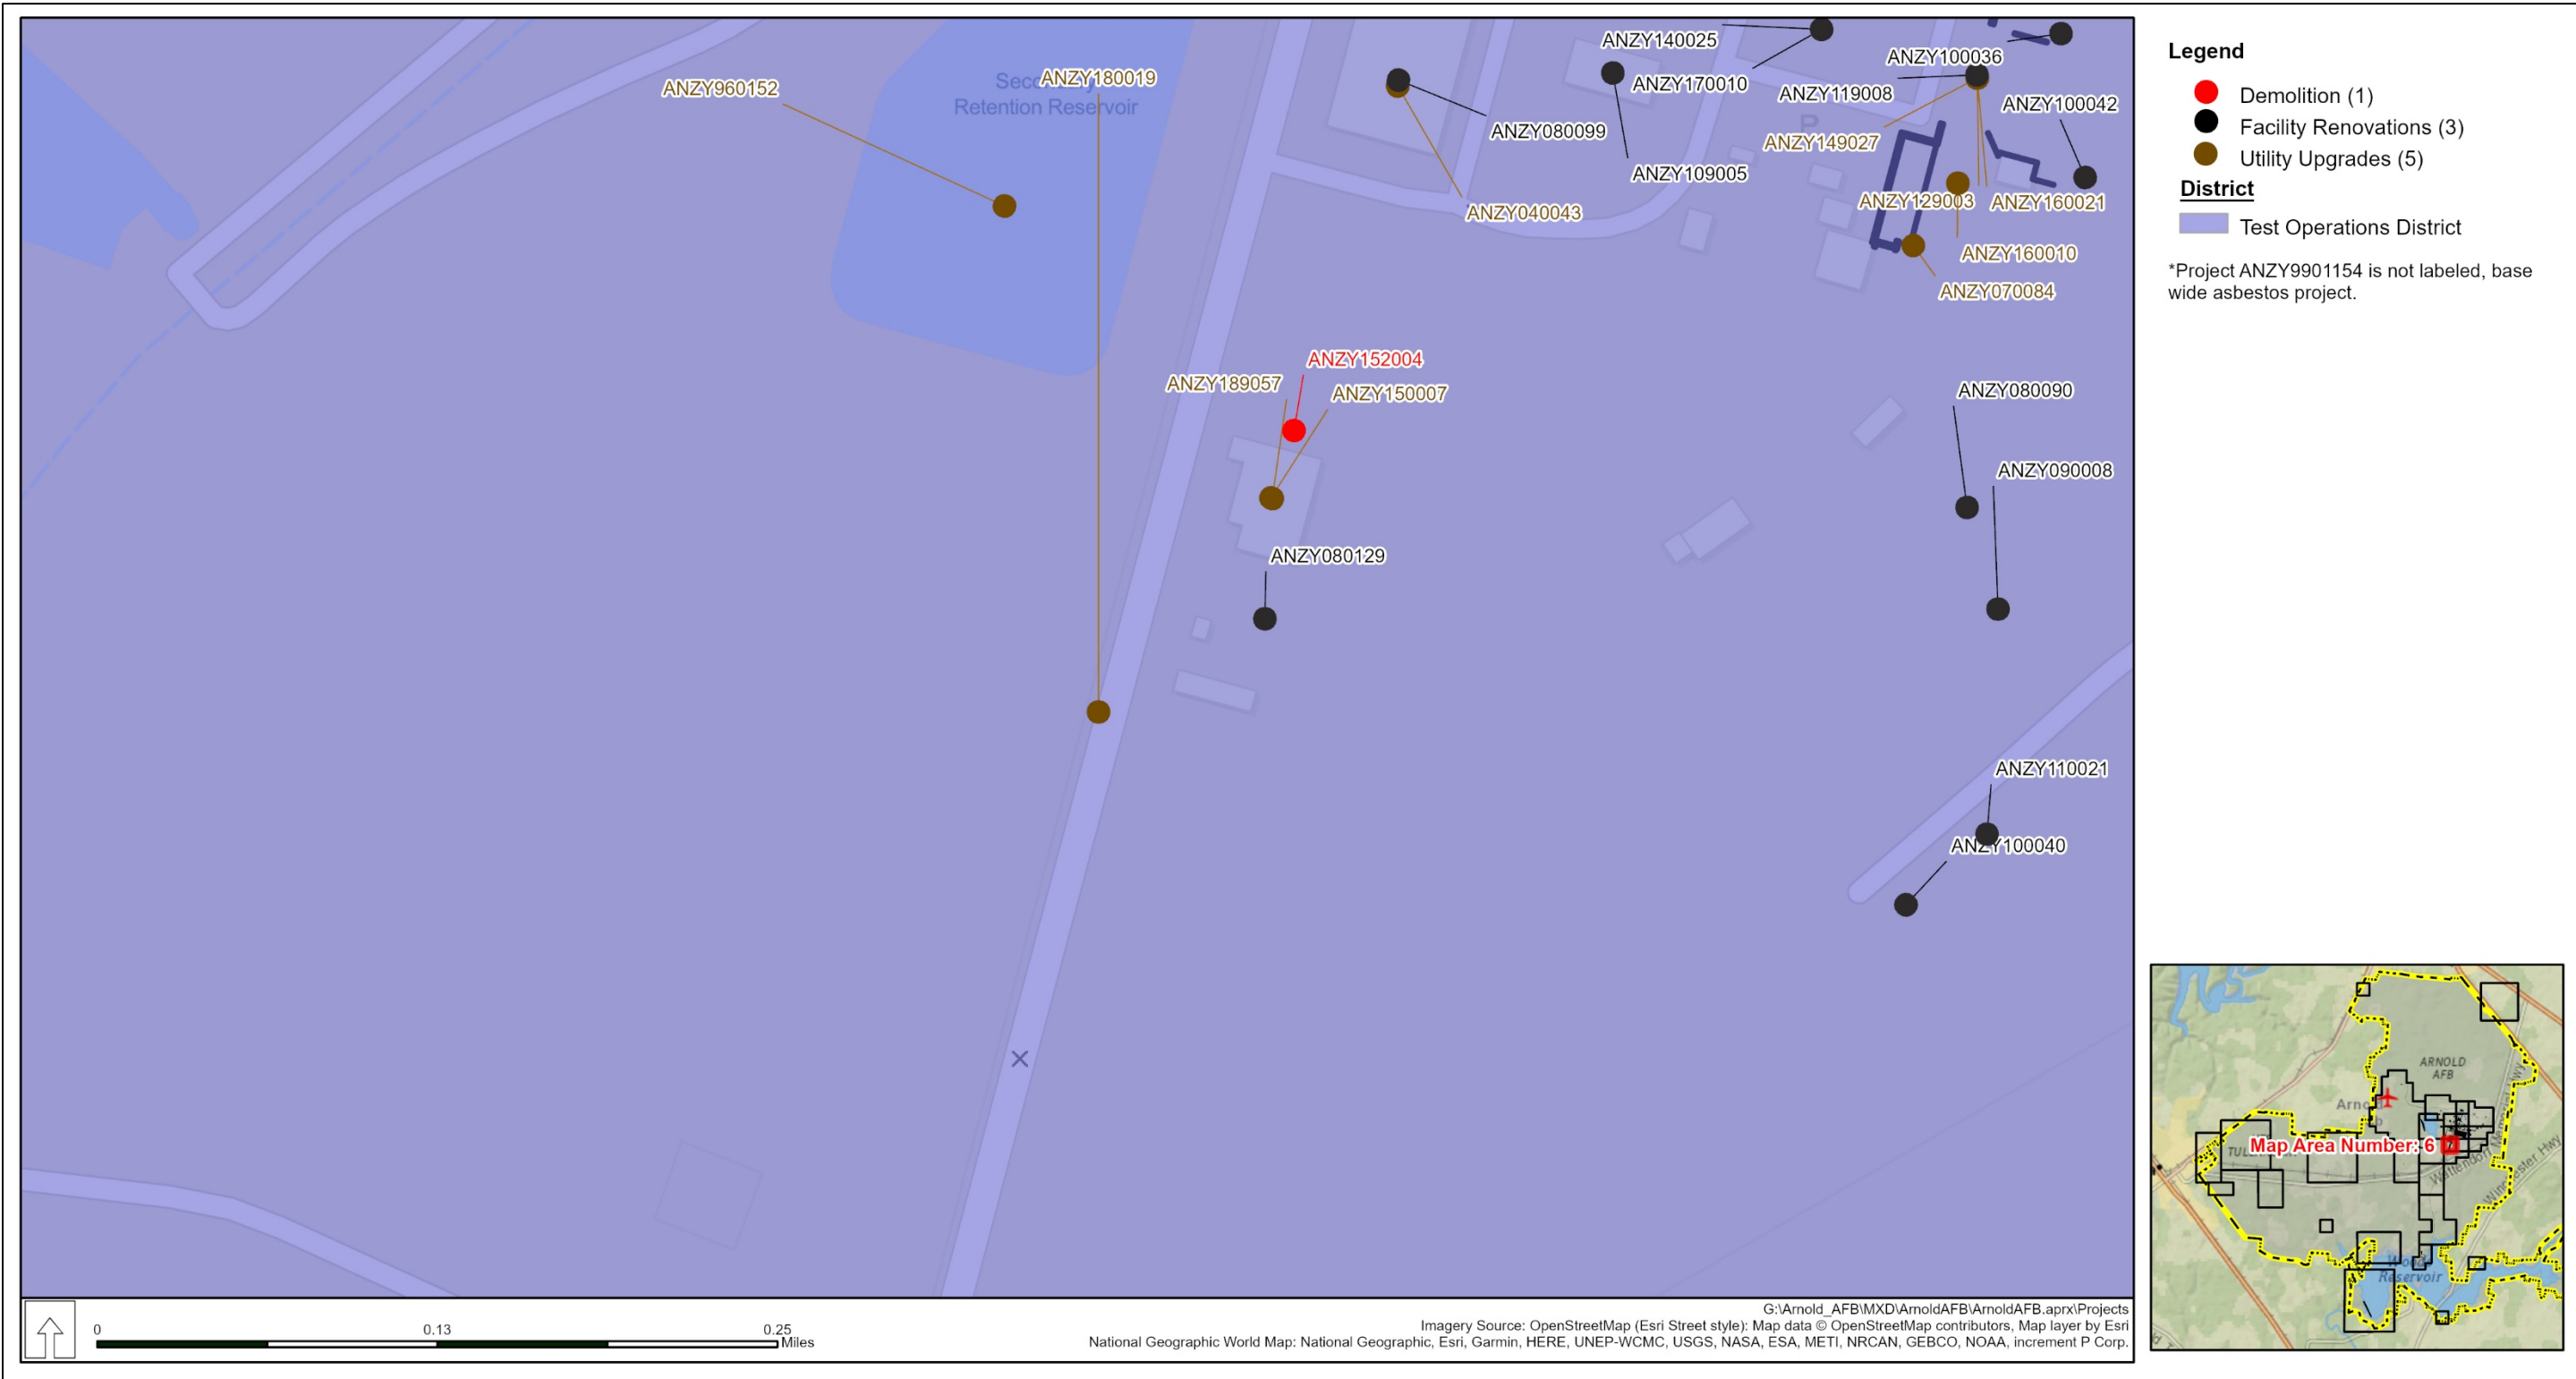 ANZY140025
ANZY100036
ANZY960152
ANZY180019
Retention Reservoir
ANZY170010
ANZY119008
ANZY100042
ANZY080099
P
ANZY149027
ANZY109005
ANZY040043
ANZY129003
ANZY160021
ANZY160010
ANZY070084
ANZY152004
ANZY189057
ANZY150007
ANZY080090
ANZY090008
ANZY080129
ANZY110021
ANZY100040
0
0.13
0.25
Miles
G:\Arnold_AFB\MXD\ArnoldAFB\ArnoldAFB.aprx\Projects
Imagery Source: OpenStreetMap (Esri Street style): Map data © OpenStreetMap contributors, Map layer by Esri
National Geographic World Map: National Geographic, Esri, Garmin, HERE, UNEP-WCMC, USGS, NASA, ESA, METI, NRCAN, GEBCO, NOAA, increment P Corp.
Legend
Demolition (1)
Facility Renovations (3)
Utility Upgrades (5)
District
Test Operations District
*Project ANZY9901154 is not labeled, base
wide asbestos project.
ARNOLD
AFB
Map Area Number: 6
Woods
Reservoir